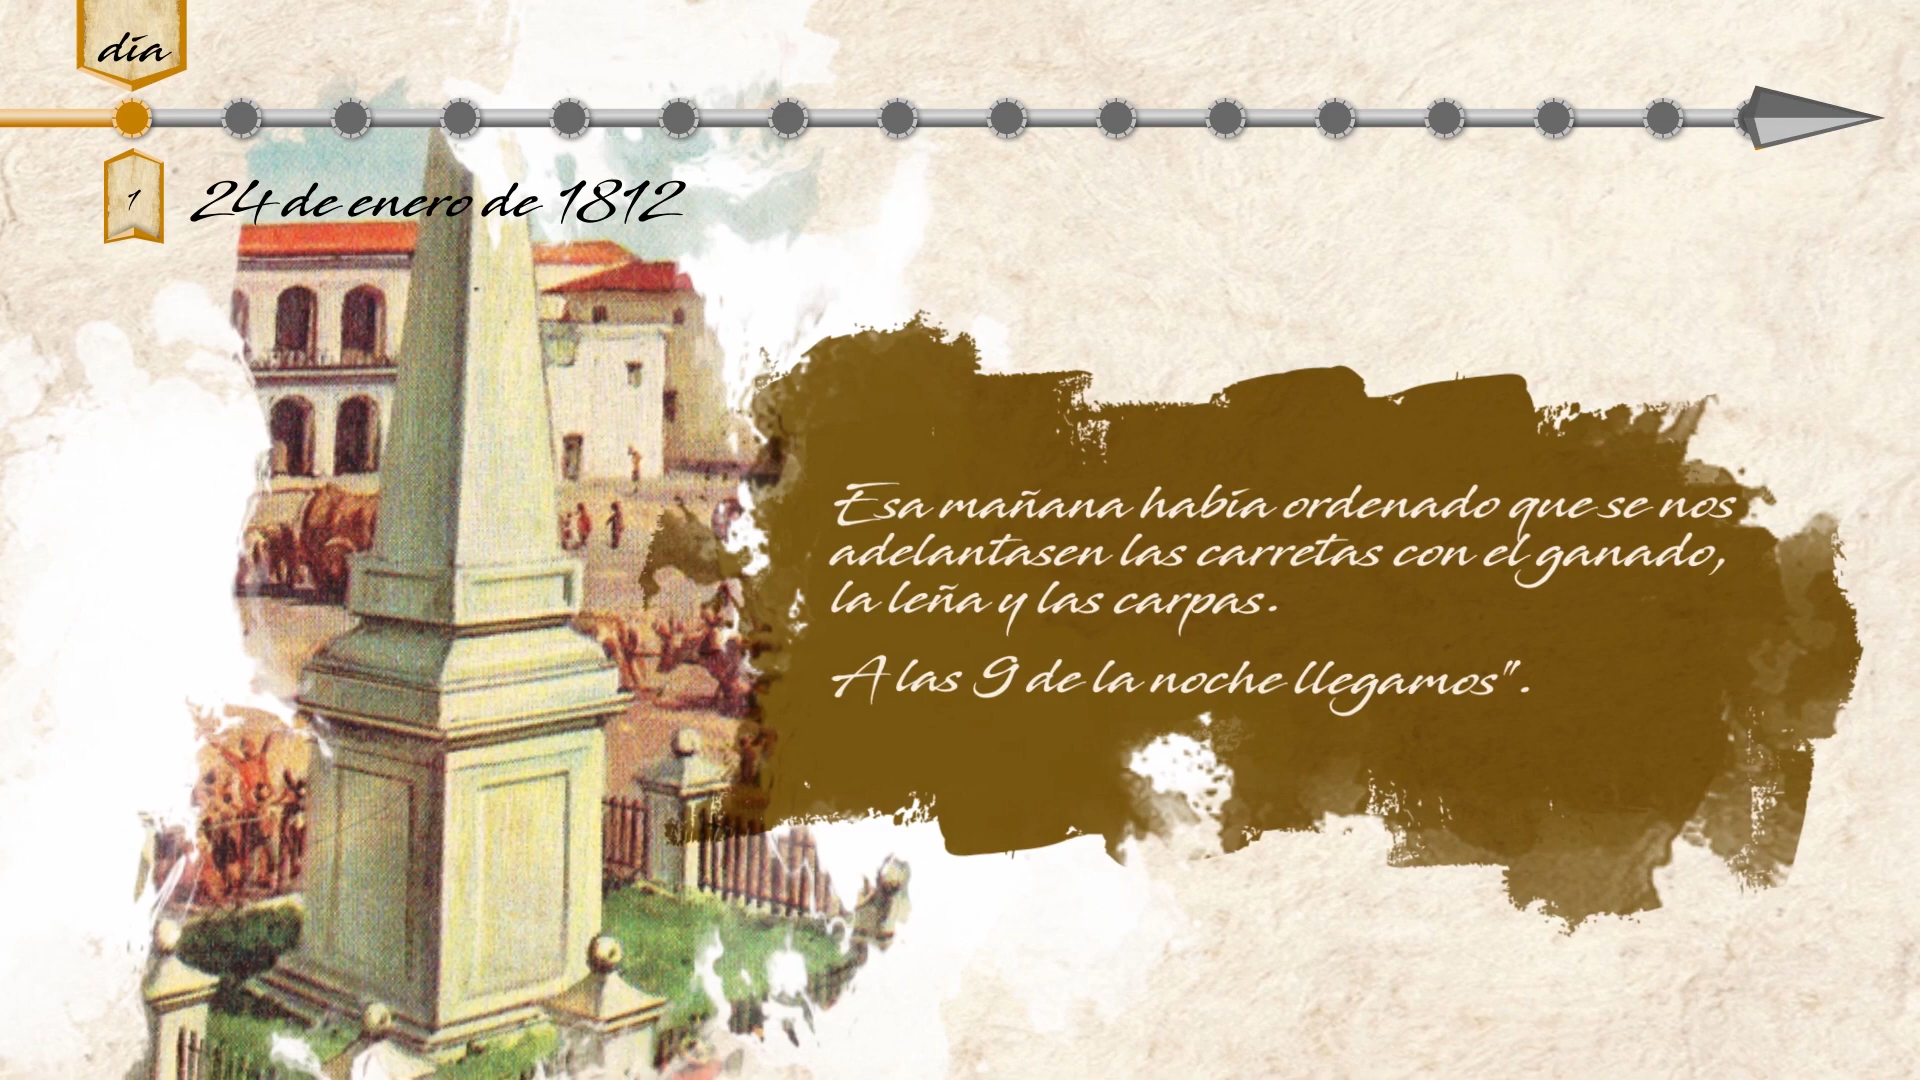 día
1
24 de enero de 1812
Esa mañana había ordenado que se nos
adelantasen las carretas con el ganado,
la leña y las carpas.
A las 9 de la noche llegamos".